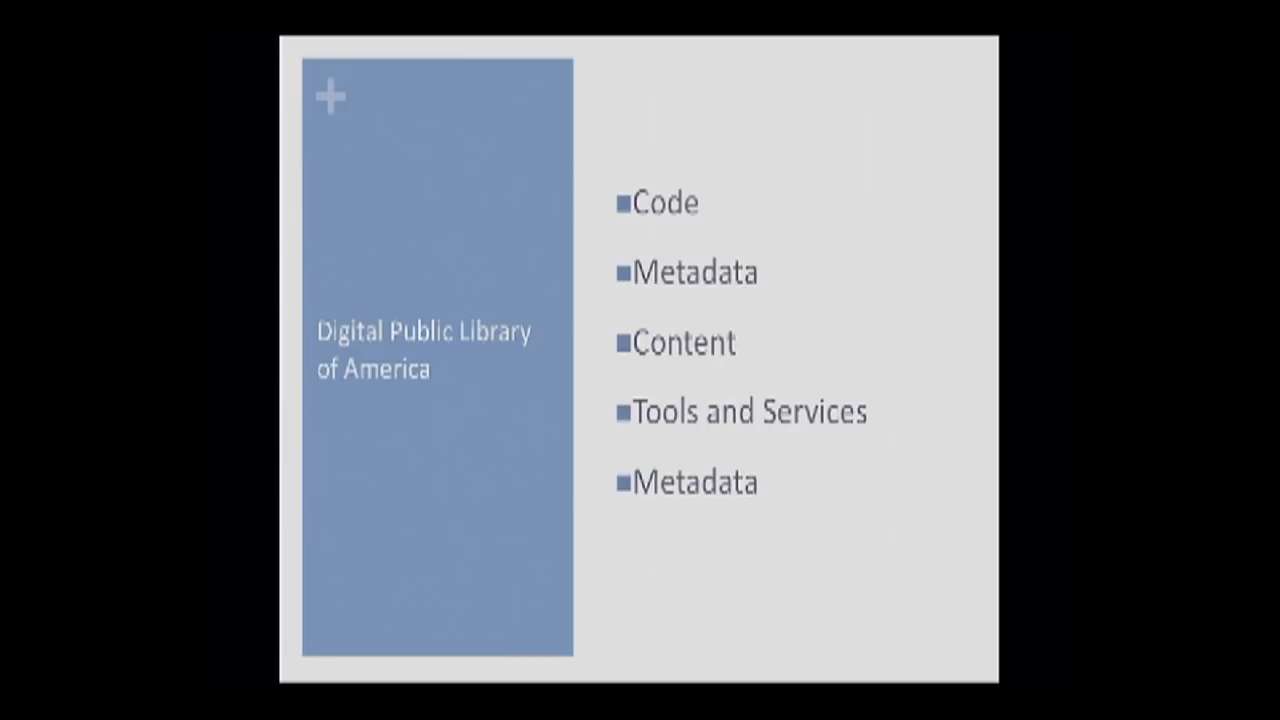 +
Digital Public Library
of America
Code
Metadata
Content
Tools and Services
Metadata